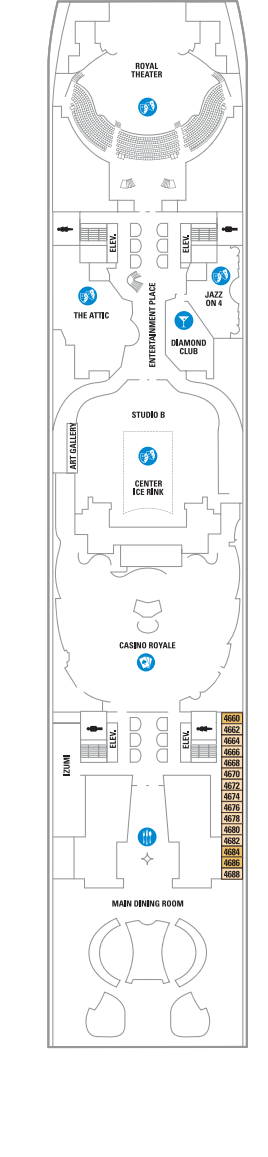 ROYAL
THEATER
ELEV.
ELEV.
THE ATTIC
ENTERTAINMENT PLACE
JAZZ
ON 4
DIAMOND
CLUB
STUDIO B
ART GALLERY
CENTER
ICE RINK
CASINO ROYALE
IZUMI
ELEV.
ELEV.
4660
4662
4664
4666
4668
4670
4672
4674
4676
4678
4680
4682
4684
4686
4688
MAIN DINING ROOM